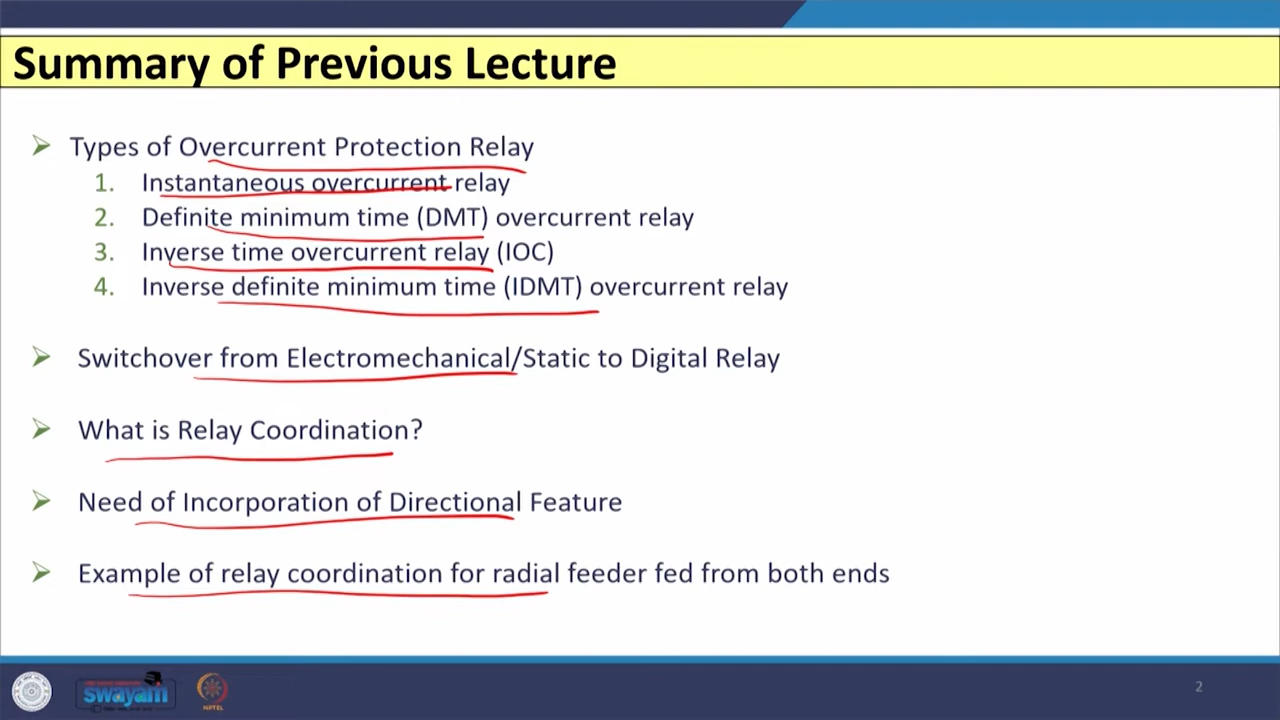 Summary of Previous Lecture
Types of Overcurrent Protection Relay
1. Instantaneous overcurrent relay
2. Definite minimum time (DMT) overcurrent relay
3. Inverse time overcurrent relay (IOC)
4. Inverse definite minimum time (IDMT) overcurrent relay
Switchover from Electromechanical/Static to Digital Relay
What is Relay Coordination?
Need of Incorporation of Directional Feature
Example of relay coordination for radial feeder fed from both ends
swayam
NPTEL
2